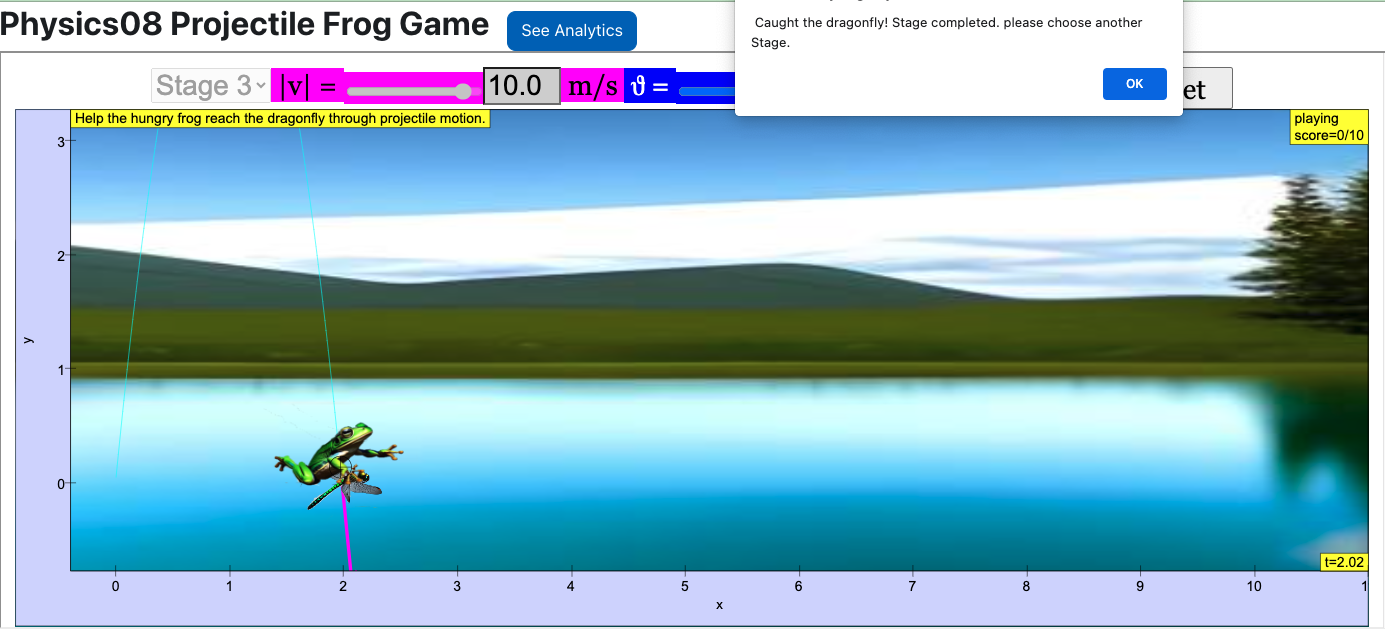 Physics08 Projectile Frog Game
See Analytics
Caught the dragonfly! Stage completed. please choose another
Stage.
OK
Stage 3
|v| =
10.0
m/s
ϑ =
et
Help the hungry frog reach the dragonfly through projectile motion.
playing
score=0/10
3
2
1
0
y
t=2.02
0 1 2 3 4 5 6 7 8 9 10 1
x